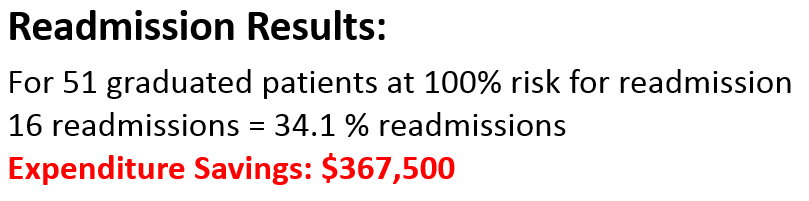 Readmission Results:
For 51 graduated patients at 100% risk for readmission
16 readmissions = 34.1 % readmissions
Expenditure Savings: $367,500